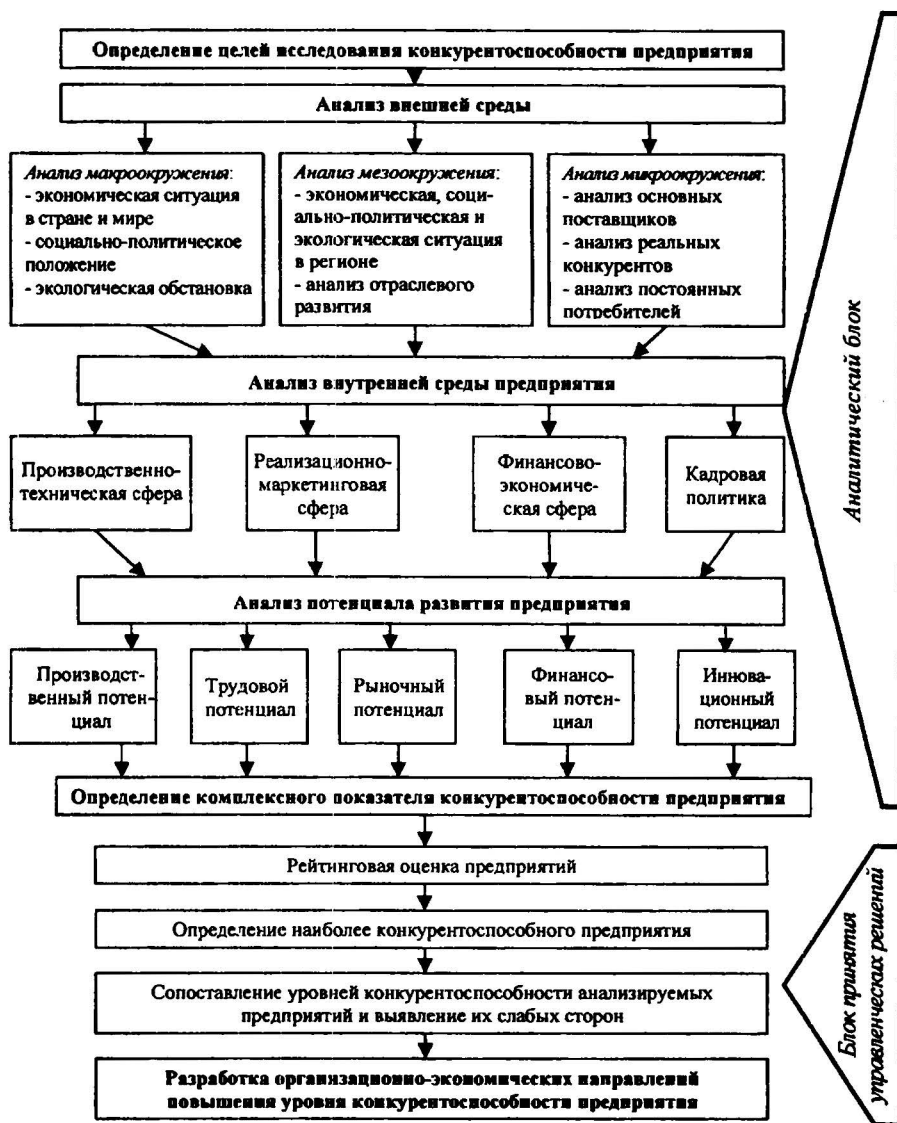 Определение целей исследования конкурентоспособности предприятия
Анализ внешней среды
Анализ макроокружения:
- экономическая ситуация
в стране и мире
- социально-политическое
положение
- экологическая обстановка
Анализ мезоокружения:
- экономическая, соци-
ально-политическая и
экологическая ситуация
в регионе
- анализ отраслевого
развития
Анализ микроокружения:
- анализ основных
поставщиков
- анализ реальных
конкурентов
- анализ постоянных
потребителей
Анализ внутренней среды предприятия
Производственно-
техническая сфера
Реализационно-
маркетинговая
сфера
Финансово-
экономиче-
ская сфера
Кадровая
политика
Анализ потенциала развития предприятия
Производст-
венный потен-
циал
Трудовой
потенциал
Рыночный
потенциал
Финансо-
вый потен-
циал
Иннова-
ционный
потенциал
Определение комплексного показателя конкурентоспособности предприятия
Аналитический блок
Рейтинговая оценка предприятий
Определение наиболее конкурентоспособного предприятия
Сопоставление уровней конкурентоспособности анализируемых
предприятий и выявление их слабых сторон
Разработка организационно-экономических направлений
повышения уровня конкурентоспособности предприятия
Блок принятия
управленческих решений